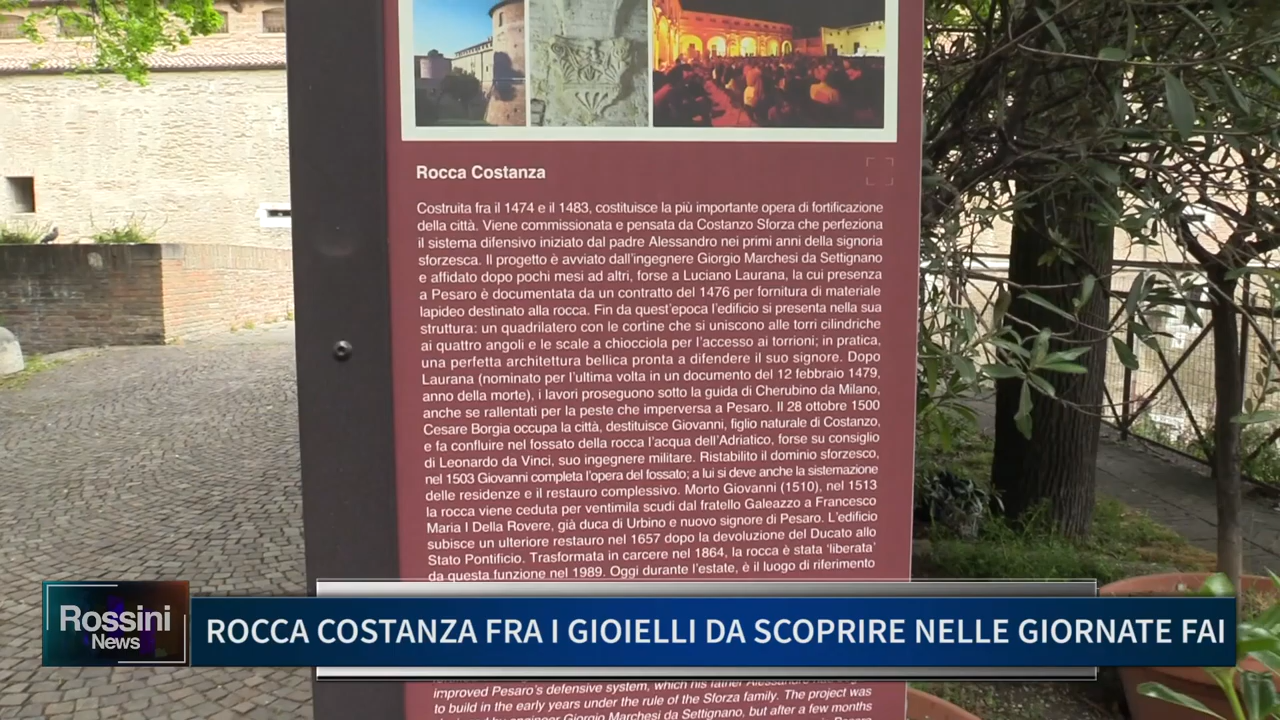 Rocca Costanza
Costruita fra il 1474 e il 1483, costituisce la più importante opera di fortificazione
della città. Viene commissionata e pensata da Costanzo Sforza che perfeziona
il sistema difensivo iniziato dal padre Alessandro nei primi anni della signoria
sforzesca. Il progetto è avviato dall'ingegnere Giorgio Marchesi da Settignano
e affidato dopo pochi mesi ad altri, forse a Luciano Laurana, la cui presenza
a Pesaro è documentata da un contratto del 1476 per fornitura di materiale
lapideo destinato alla rocca. Fin da quest'epoca l'edificio si presenta nella sua
struttura: un quadrilatero con le cortine che si uniscono alle torri cilindriche
ai quattro angoli e le scale a chiocciola per l'accesso ai torrioni; in pratica,
una perfetta architettura bellica pronta a difendere il suo signore. Dopo
Laurana (nominato per l'ultima volta in un documento del 12 febbraio 1479,
anno della morte), i lavori proseguono sotto la guida di Cherubino da Milano,
anche se rallentati per la peste che imperversa a Pesaro. Il 28 ottobre 1500
Cesare Borgia occupa la città, destituisce Giovanni, figlio naturale di Costanzo,
e fa confluire nel fossato della rocca l'acqua dell'Adriatico, forse su consiglio
di Leonardo da Vinci, suo ingegnere militare. Ristabilito il dominio sforzesco,
nel 1503 Giovanni completa l'opera del fossato; a lui si deve anche la sistemazione
delle residenze e il restauro complessivo. Morto Giovanni (1510), nel 1513
la rocca viene ceduta per ventimila scudi dal fratello Galeazzo a Francesco
Maria I Della Rovere, già duca di Urbino e nuovo signore di Pesaro. L'edificio
subisce un ulteriore restauro nel 1657 dopo la devoluzione del Ducato allo
Stato Pontificio. Trasformata in carcere nel 1864, la rocca è stata 'liberata'
da questa funzione nel 1989. Oggi durante l'estate, è il luogo di riferimento
Rossini
News
ROCCA COSTANZA FRA I GIOIELLI DA SCOPRIRE NELLE GIORNATE FAI
improved Pesaro's defensive system, which his father Alessandro
to build in the early years under the rule of the Sforza family. The project was
by engineer Giorgio Marchesi da Settignano, but after a few months